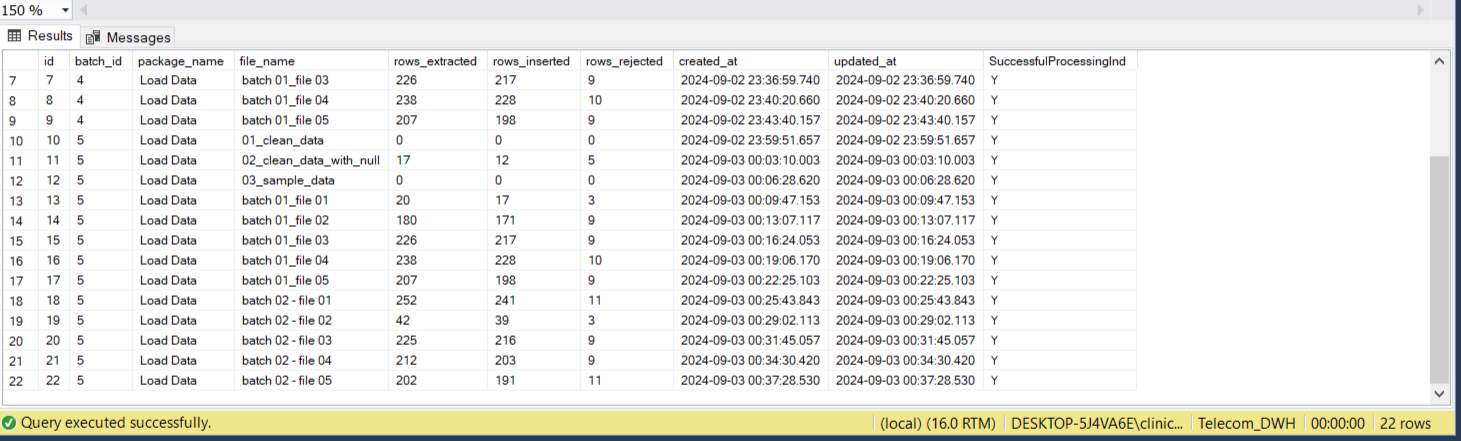 150 %
Results Messages
id batch_id package_name file_name rows_extracted rows_inserted rows_rejected created_at updated_at SuccessfulProcessingInd
7 7 4 Load Data batch 01_file 03 226 217 9 2024-09-02 23:36:59.740 2024-09-02 23:36:59.740 Y
8 8 4 Load Data batch 01_file 04 238 228 10 2024-09-02 23:40:20.660 2024-09-02 23:40:20.660 Y
9 9 4 Load Data batch 01_file 05 207 198 9 2024-09-02 23:43:40.157 2024-09-02 23:43:40.157 Y
10 10 5 Load Data 01_clean_data 0 0 0 2024-09-02 23:59:51.657 2024-09-02 23:59:51.657 Y
11 11 5 Load Data 02_clean_data_with_null 17 12 5 2024-09-03 00:03:10.003 2024-09-03 00:03:10.003 Y
12 12 5 Load Data 03_sample_data 0 0 0 2024-09-03 00:06:28.620 2024-09-03 00:06:28.620 Y
13 13 5 Load Data batch 01_file 01 20 17 3 2024-09-03 00:09:47.153 2024-09-03 00:09:47.153 Y
14 14 5 Load Data batch 01_file 02 180 171 9 2024-09-03 00:13:07.117 2024-09-03 00:13:07.117 Y
15 15 5 Load Data batch 01_file 03 226 217 9 2024-09-03 00:16:24.053 2024-09-03 00:16:24.053 Y
16 16 5 Load Data batch 01_file 04 238 228 10 2024-09-03 00:19:06.170 2024-09-03 00:19:06.170 Y
17 17 5 Load Data batch 01_file 05 207 198 9 2024-09-03 00:22:25.103 2024-09-03 00:22:25.103 Y
18 18 5 Load Data batch 02 - file 01 252 241 11 2024-09-03 00:25:43.843 2024-09-03 00:25:43.843 Y
19 19 5 Load Data batch 02 - file 02 42 39 3 2024-09-03 00:29:02.113 2024-09-03 00:29:02.113 Y
20 20 5 Load Data batch 02 - file 03 225 216 9 2024-09-03 00:31:45.057 2024-09-03 00:31:45.057 Y
21 21 5 Load Data batch 02 - file 04 212 203 9 2024-09-03 00:34:30.420 2024-09-03 00:34:30.420 Y
22 22 5 Load Data batch 02 - file 05 202 191 11 2024-09-03 00:37:28.530 2024-09-03 00:37:28.530 Y
Query executed successfully. (local) (16.0 RTM) DESKTOP-5J4VA6E\clinic... Telecom_DWH 00:00:00 22 rows